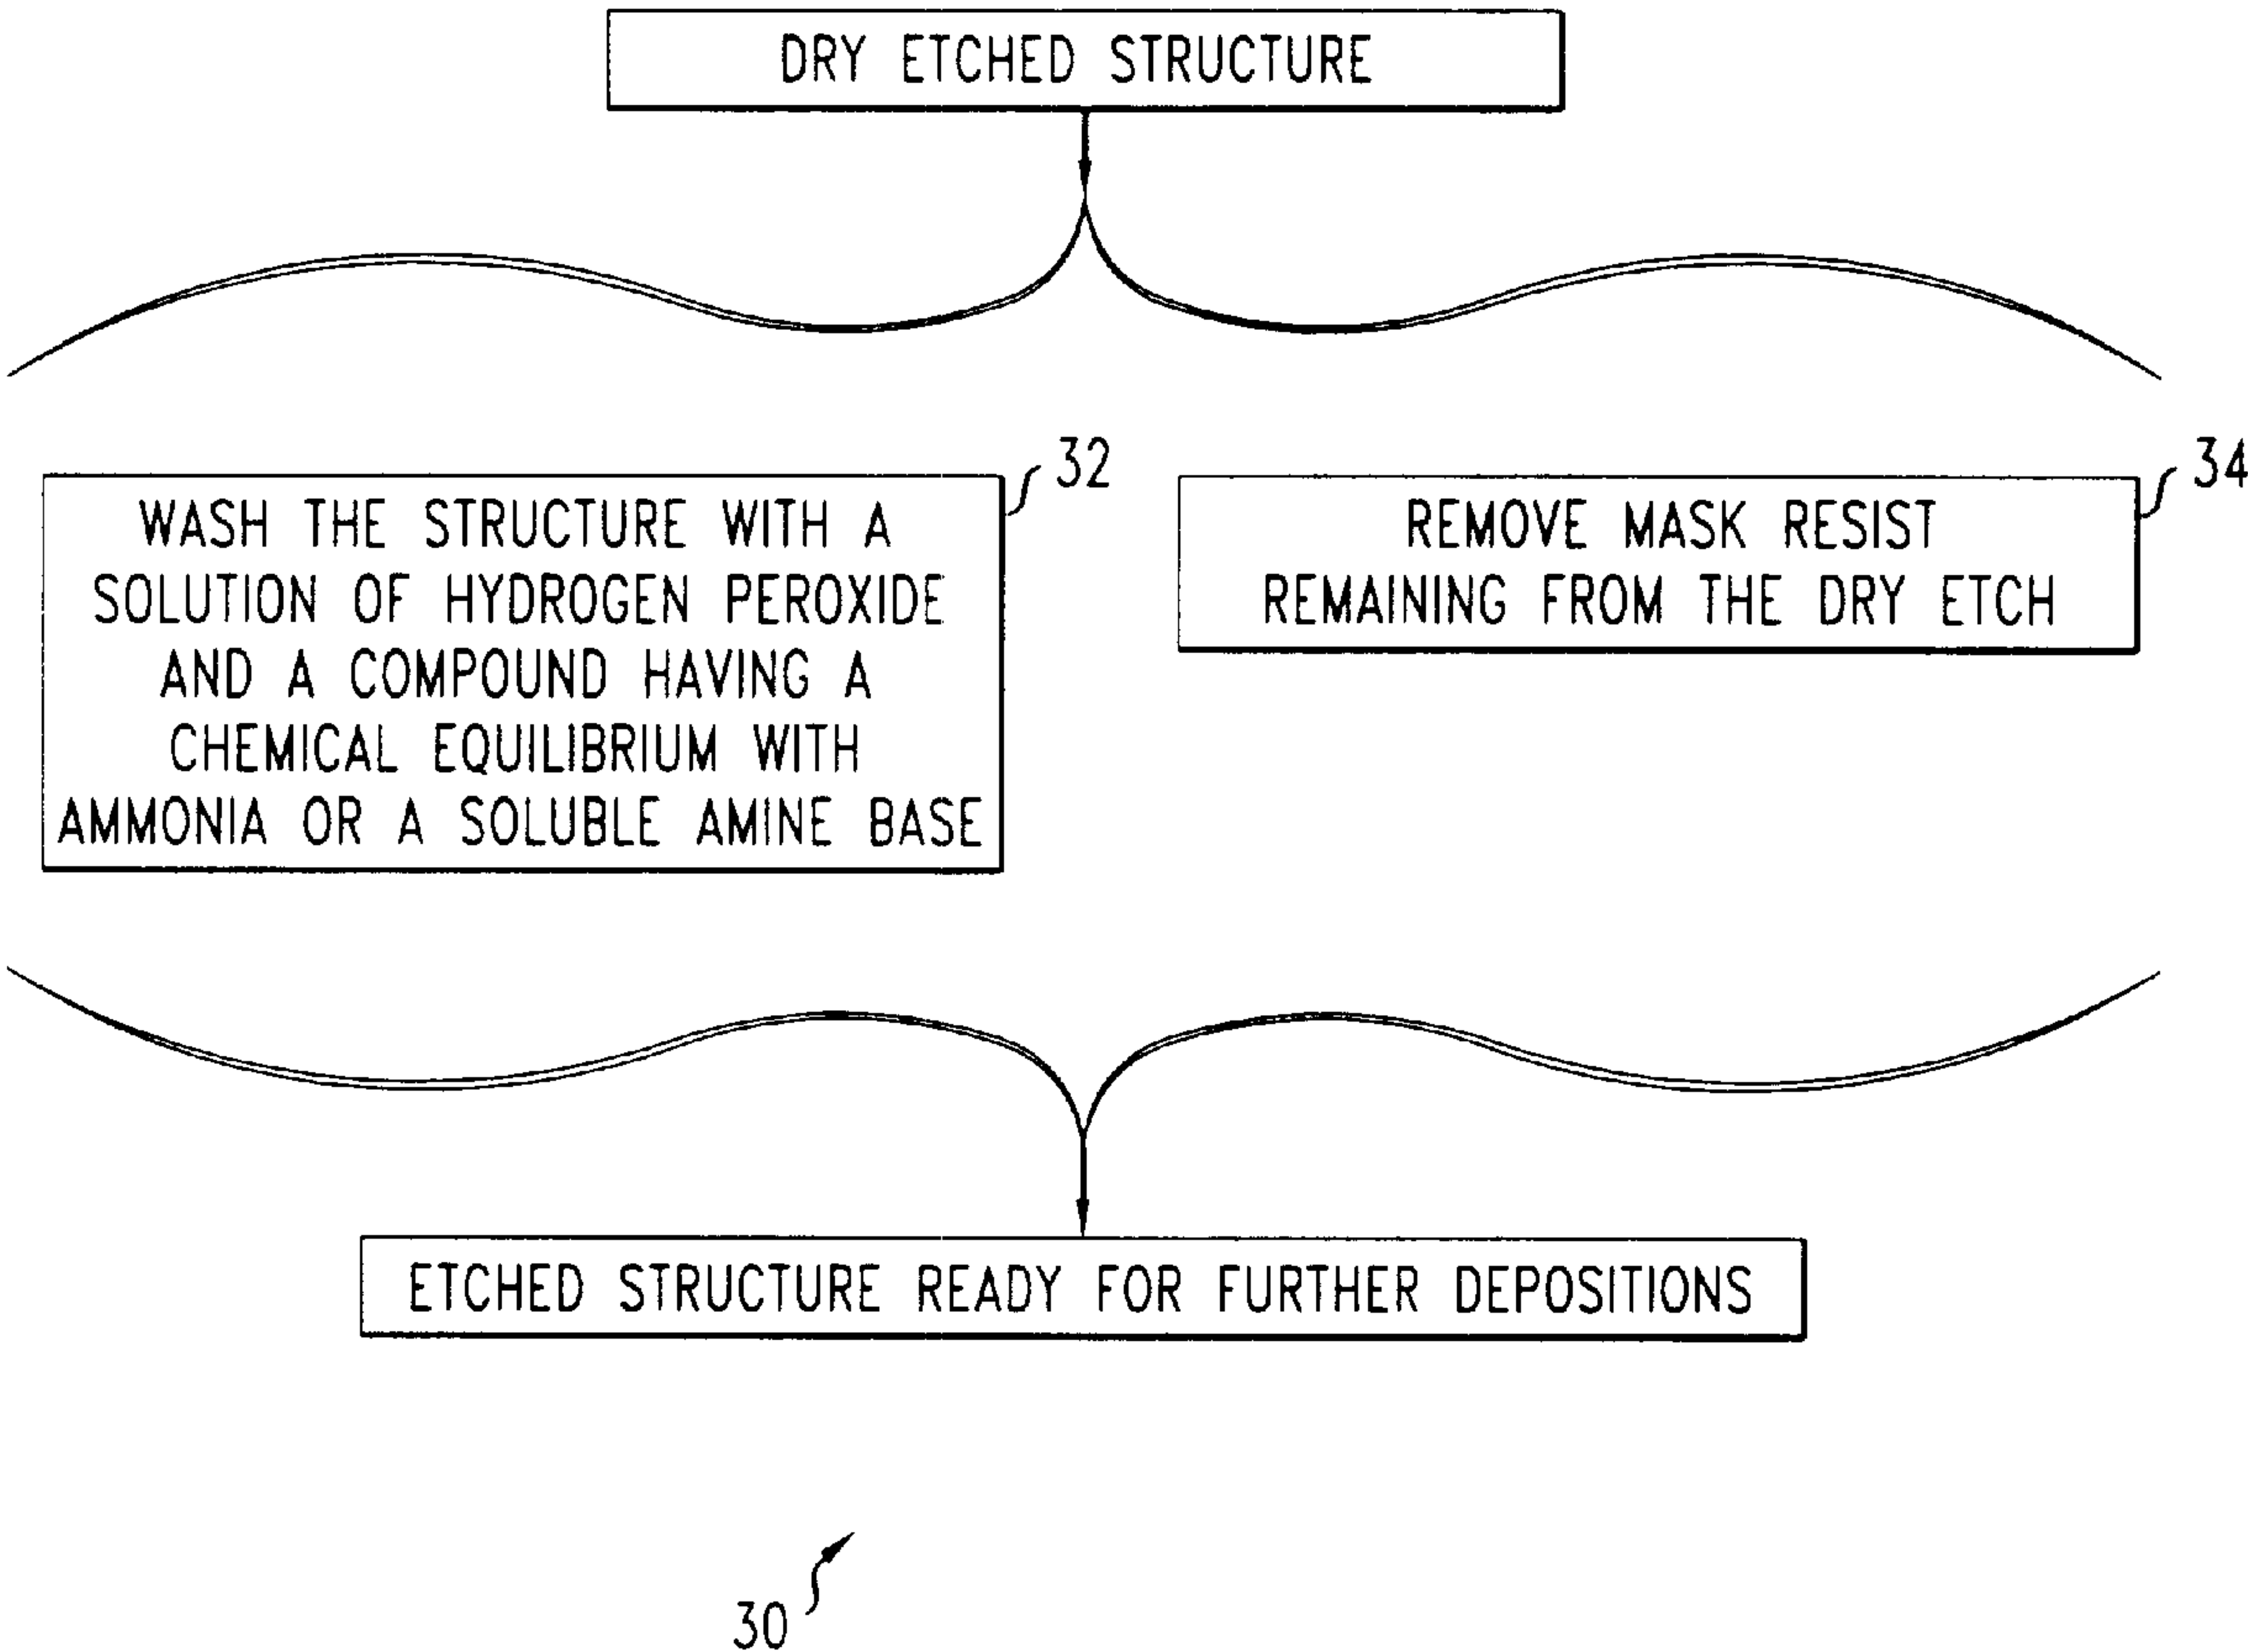 DRY ETCHED STRUCTURE
32
WASH THE STRUCTURE WITH A
SOLUTION OF HYDROGEN PEROXIDE
AND A COMPOUND HAVING A
CHEMICAL EQUILIBRIUM WITH
AMMONIA OR A SOLUBLE AMINE BASE
34
REMOVE MASK RESIST
REMAINING FROM THE DRY ETCH
ETCHED STRUCTURE READY FOR FURTHER DEPOSITIONS
30